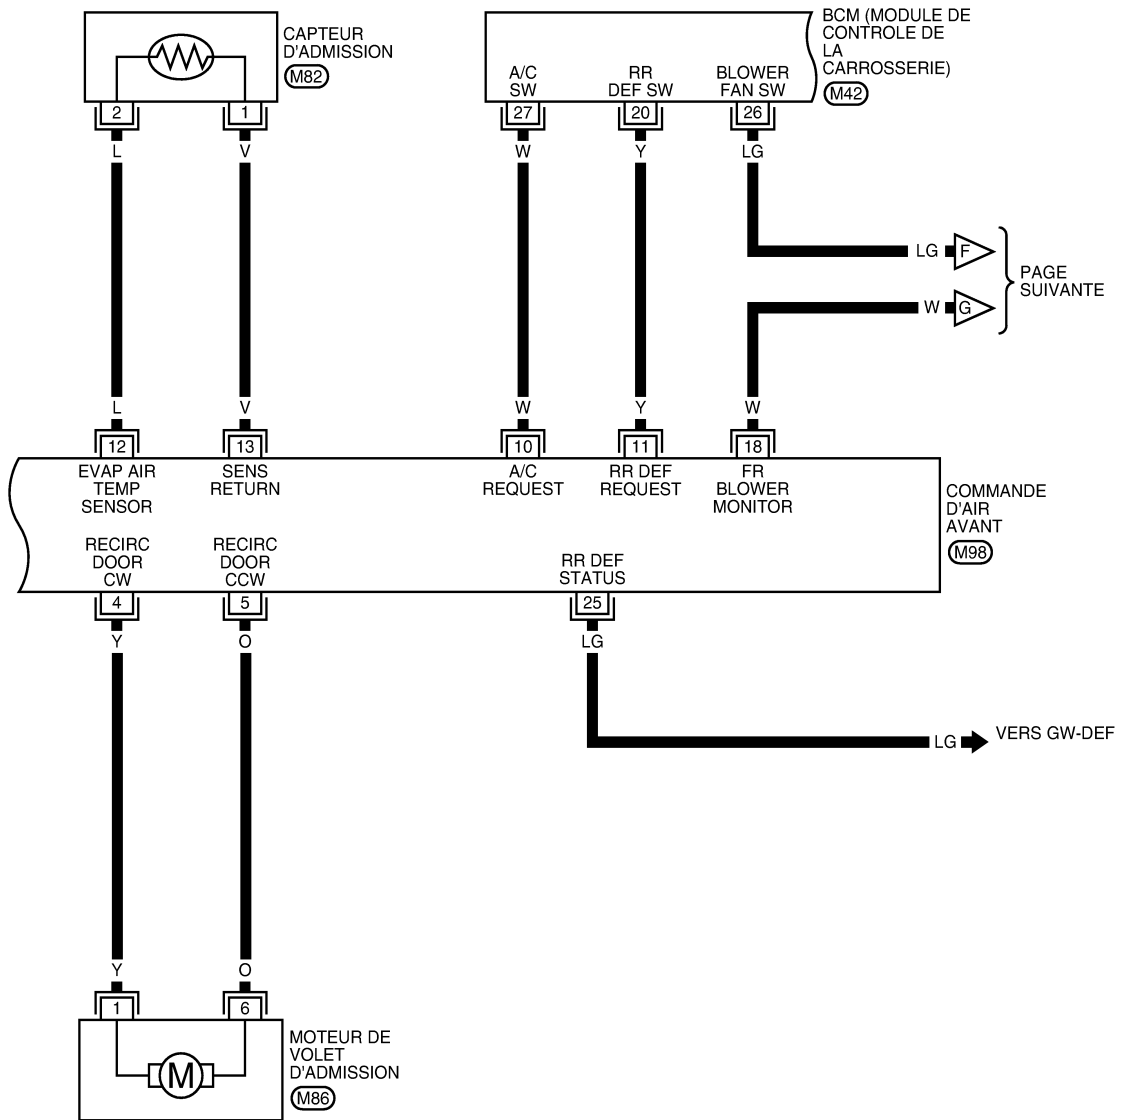 CAPTEUR
D'ADMISSION
M82
BCM (MODULE DE
CONTROLE DE
LA
CARROSSERIE)
M42
A/C
SW
RR
DEF SW
BLOWER
FAN SW
2
1
27
20
26
L
V
W
Y
LG
LG
F
W
G
PAGE
SUIVANTE
L
V
W
Y
W
12
13
10
11
18
EVAP AIR
TEMP
SENSOR
SENS
RETURN
A/C
REQUEST
RR DEF
REQUEST
FR
BLOWER
MONITOR
COMMANDE
D'AIR
AVANT
M98
RECIRC
DOOR
CW
RECIRC
DOOR
CCW
RR DEF
STATUS
4
5
25
Y
O
LG
LG
VERS GW-DEF
Y
O
1
6
M
MOTEUR DE
VOLET
D'ADMISSION
M86